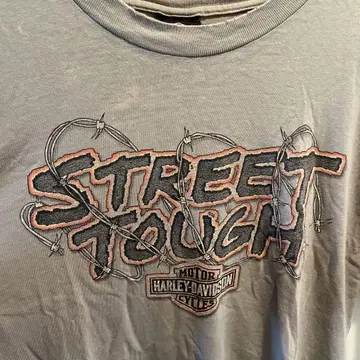 STREET
TOUGH
MOTOR
HARLEY-DAVIDSON
CYCLES